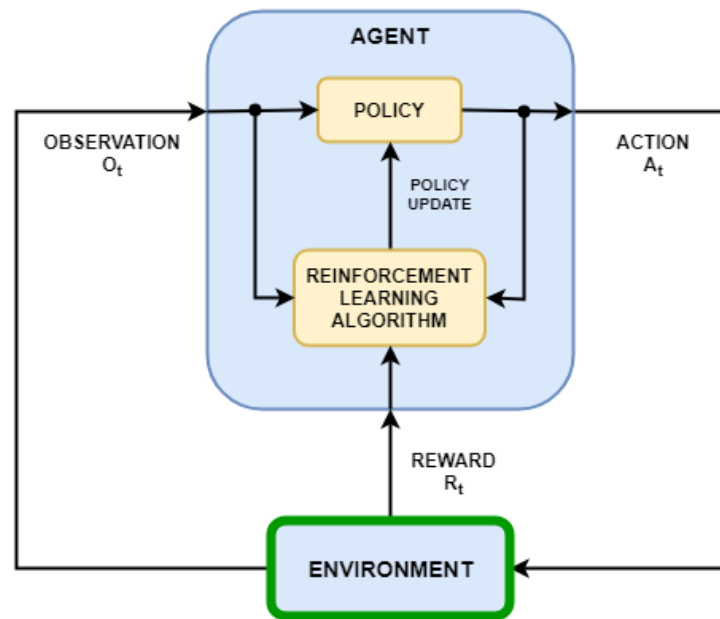 AGENT
POLICY
OBSERVATION
Oₜ
ACTION
Aₜ
POLICY
UPDATE
REINFORCEMENT
LEARNING
ALGORITHM
REWARD
Rₜ
ENVIRONMENT